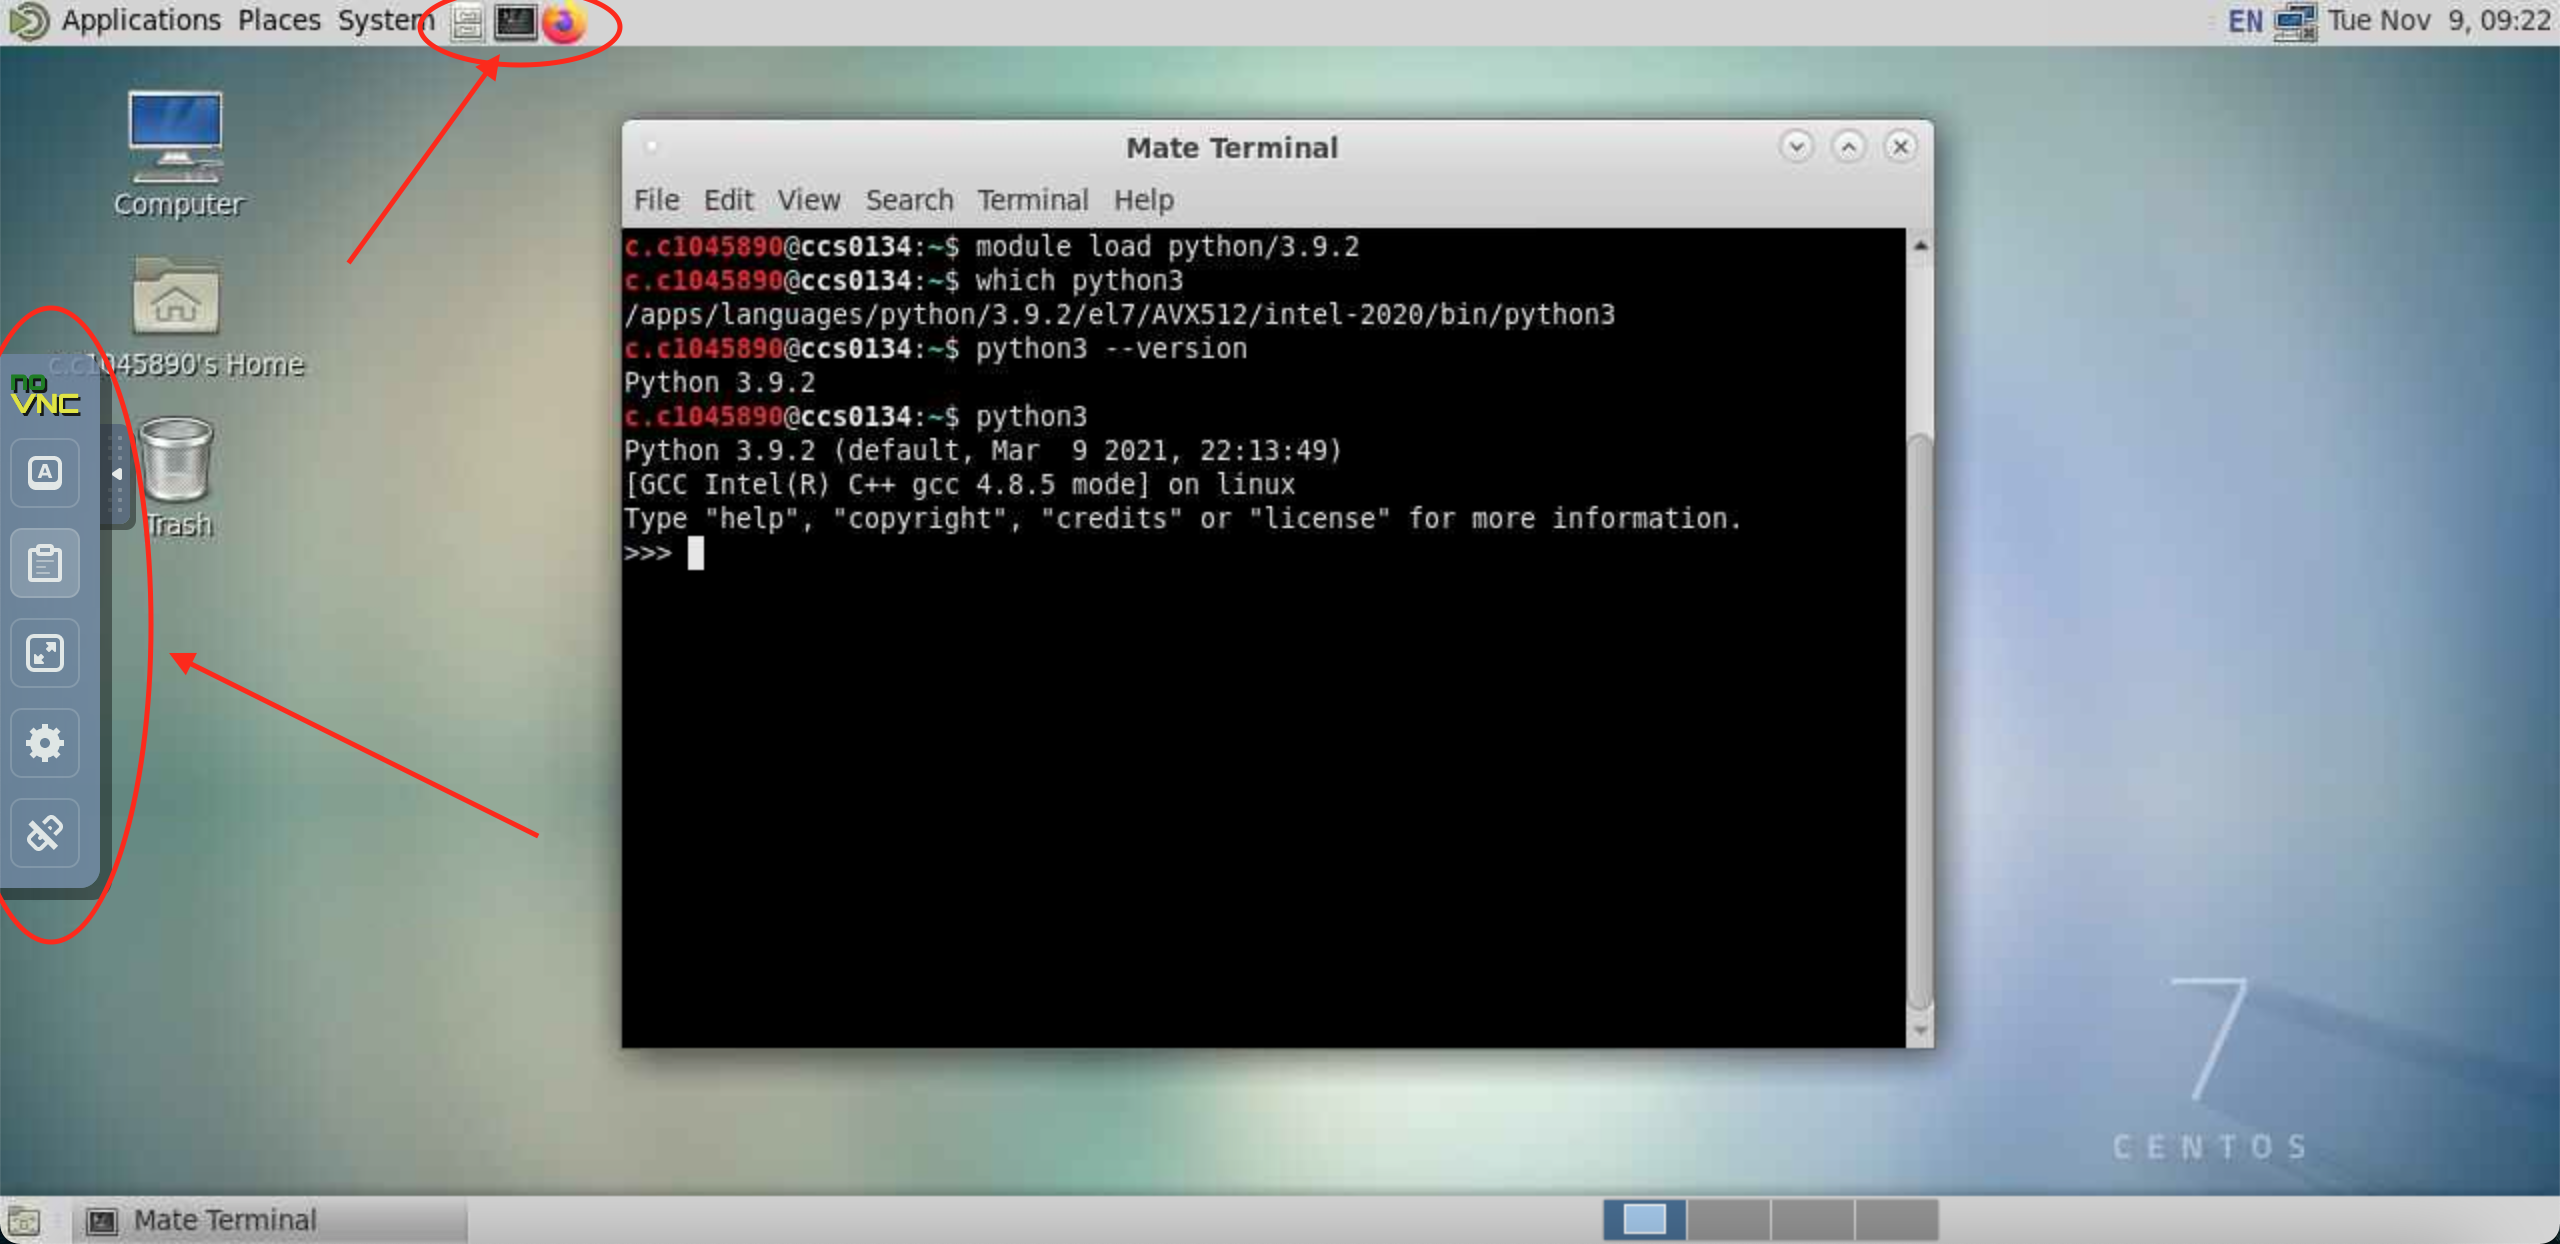 Applications Places System
EN Tue Nov  9, 09:22
Computer
c.c1045890's Home
no
VNC
A
Trash
Mate Terminal
File Edit View Search Terminal Help
c.c1045890@ccs0134:~$ module load python/3.9.2
c.c1045890@ccs0134:~$ which python3
/apps/languages/python/3.9.2/el7/AVX512/intel-2020/bin/python3
c.c1045890@ccs0134:~$ python3 --version
Python 3.9.2
c.c1045890@ccs0134:~$ python3
Python 3.9.2 (default, Mar  9 2021, 22:13:49)
[GCC Intel(R) C++ gcc 4.8.5 mode] on linux
Type "help", "copyright", "credits" or "license" for more information.
>>>
7
CENTOS
Mate Terminal